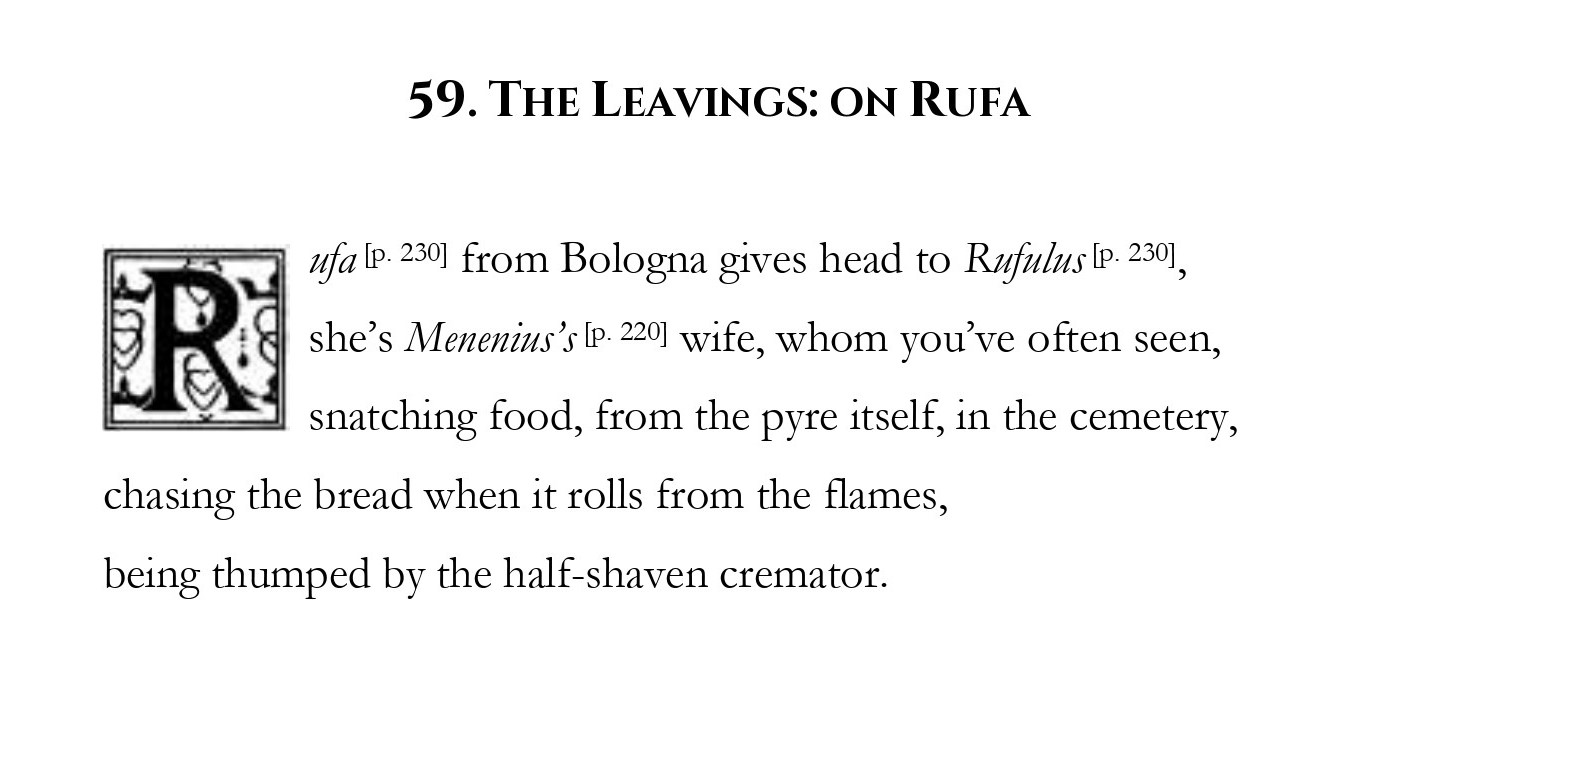 59. The Leavings: on Rufa
Rufa [p. 230] from Bologna gives head to Rufulus [p. 230],
she’s Menenius’s [p. 220] wife, whom you’ve often seen,
snatching food, from the pyre itself, in the cemetery,
chasing the bread when it rolls from the flames,
being thumped by the half-shaven cremator.